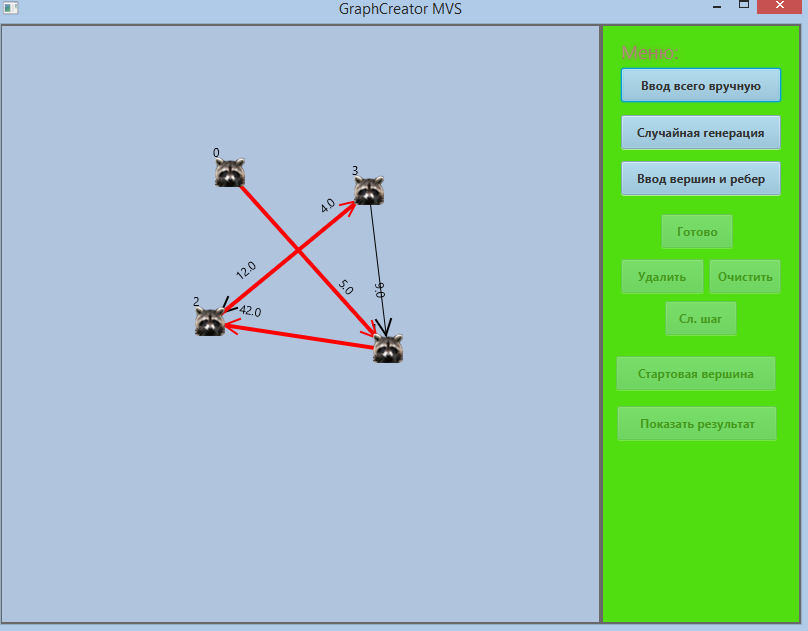 GraphCreator MVS
Меню:
Ввод всего вручную
Случайная генерация
Ввод вершин и ребер
Готово
Удалить
Очистить
Сл. шаг
Стартовая вершина
Показать результат
0
3
4.0
12.0
5.0
9.0
2
42.0